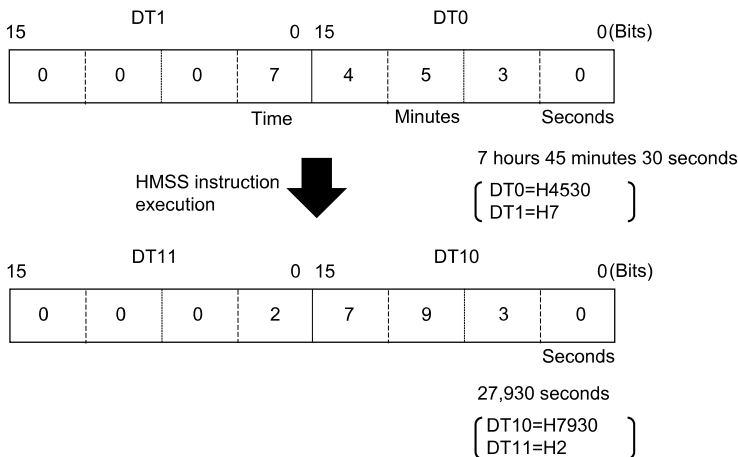 DT1 DT0
15 0 15 0 (Bits)
0 0 0 7 4 5 3 0
Time Minutes Seconds
7 hours 45 minutes 30 seconds
HMSS instruction
execution
DT0=H4530
DT1=H7
DT11 DT10
15 0 15 0 (Bits)
0 0 0 2 7 9 3 0
Seconds
27,930 seconds
DT10=H7930
DT11=H2